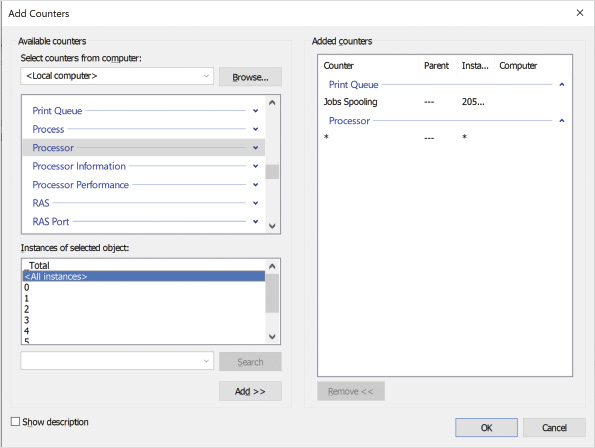 Add Counters
Available counters
Select counters from computer:
<Local computer>
Browse...
Print Queue
Process
Processor
Processor Information
Processor Performance
RAS
RAS Port
Instances of selected object:
_Total
<All instances>
0
1
2
3
4
5
Search
Add >>
Show description
Added counters
Counter Parent Insta... Computer
Print Queue
Jobs Spooling --- 205...
Processor
* --- *
Remove <<
OK
Cancel